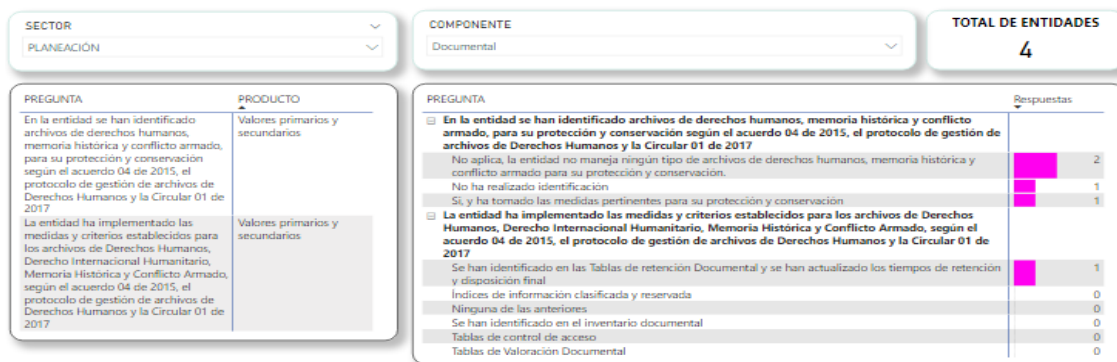 SECTOR
PLANEACIÓN
COMPONENTE
Documental
TOTAL DE ENTIDADES
4
PREGUNTA PRODUCTO
En la entidad se han identificado Valores primarios y
archivos de derechos humanos, secundarios
memoria histórica y conflicto armado,
para su protección y conservación
según el acuerdo 04 de 2015, el
protocolo de gestión de archivos de
Derechos Humanos y la Circular 01 de
2017
La entidad ha implementado las Valores primarios y
medidas y criterios establecidos para secundarios
los archivos de Derechos Humanos,
Derecho Internacional Humanitario,
Memoria Histórica y Conflicto Armado,
según el acuerdo 04 de 2015, el
protocolo de gestión de archivos de
Derechos Humanos y la Circular 01 de
2017
PREGUNTA Respuestas
En la entidad se han identificado archivos de derechos humanos, memoria histórica y conflicto
armado, para su protección y conservación según el acuerdo 04 de 2015, el protocolo de gestión de
archivos de Derechos Humanos y la Circular 01 de 2017
No aplica, la entidad no maneja ningún tipo de archivos de derechos humanos, memoria histórica y 2
conflicto armado para su protección y conservación.
No ha realizado identificación 1
Si, y ha tomado las medidas pertinentes para su protección y conservación 1
La entidad ha implementado las medidas y criterios establecidos para los archivos de Derechos
Humanos, Derecho Internacional Humanitario, Memoria Histórica y Conflicto Armado, según el
acuerdo 04 de 2015, el protocolo de gestión de archivos de Derechos Humanos y la Circular 01 de
2017
Se han identificado en las Tablas de retención Documental y se han actualizado los tiempos de retención 1
y disposición final
Índices de información clasificada y reservada 0
Ninguna de las anteriores 0
Se han identificado en el inventario documental 0
Tablas de control de acceso 0
Tablas de Valoración Documental 0